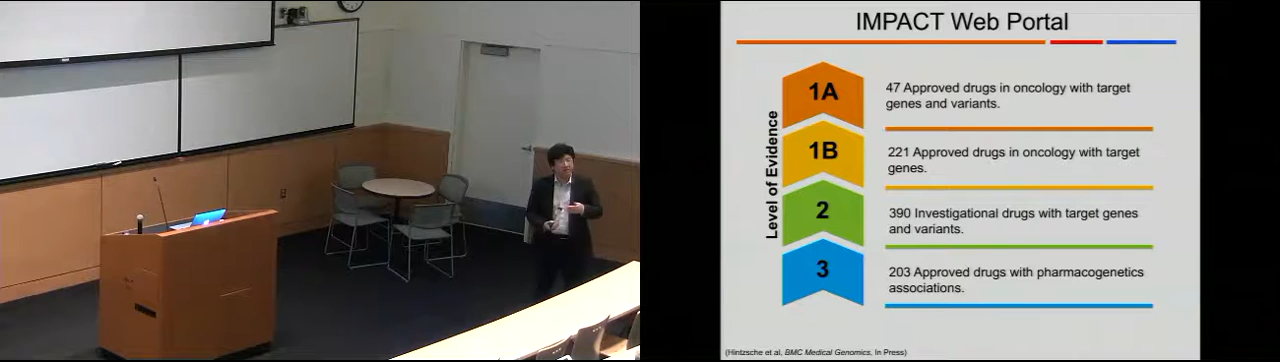 IMPACT Web Portal
Level of Evidence
1A
47 Approved drugs in oncology with target
genes and variants.
1B
221 Approved drugs in oncology with target
genes.
2
390 Investigational drugs with target genes
and variants.
3
203 Approved drugs with pharmacogenetics
associations.
(Hintzsche et al, BMC Medical Genomics, In Press)